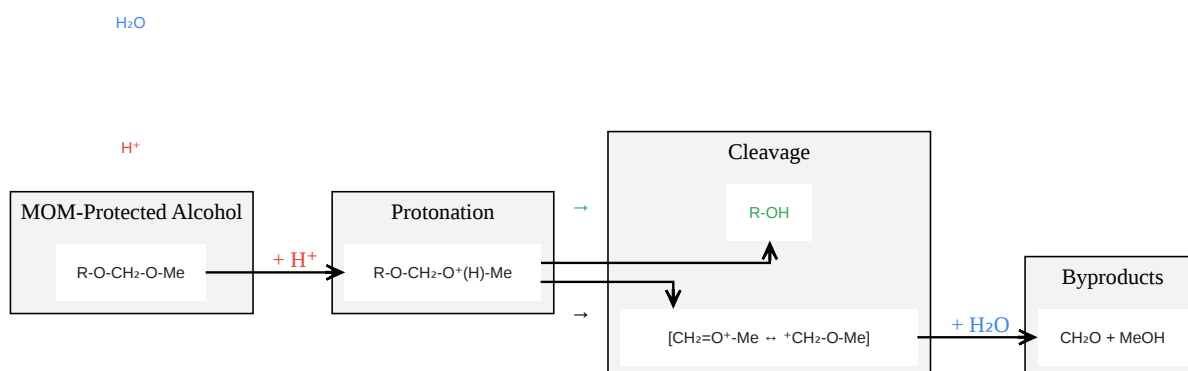 H₂O
H⁺
MOM-Protected Alcohol
R-O-CH₂-O-Me
+ H⁺
Protonation
R-O-CH₂-O⁺(H)-Me
→
→
Cleavage
R-OH
[CH₂=O⁺-Me ↔ ⁺CH₂-O-Me]
+ H₂O
Byproducts
CH₂O + MeOH